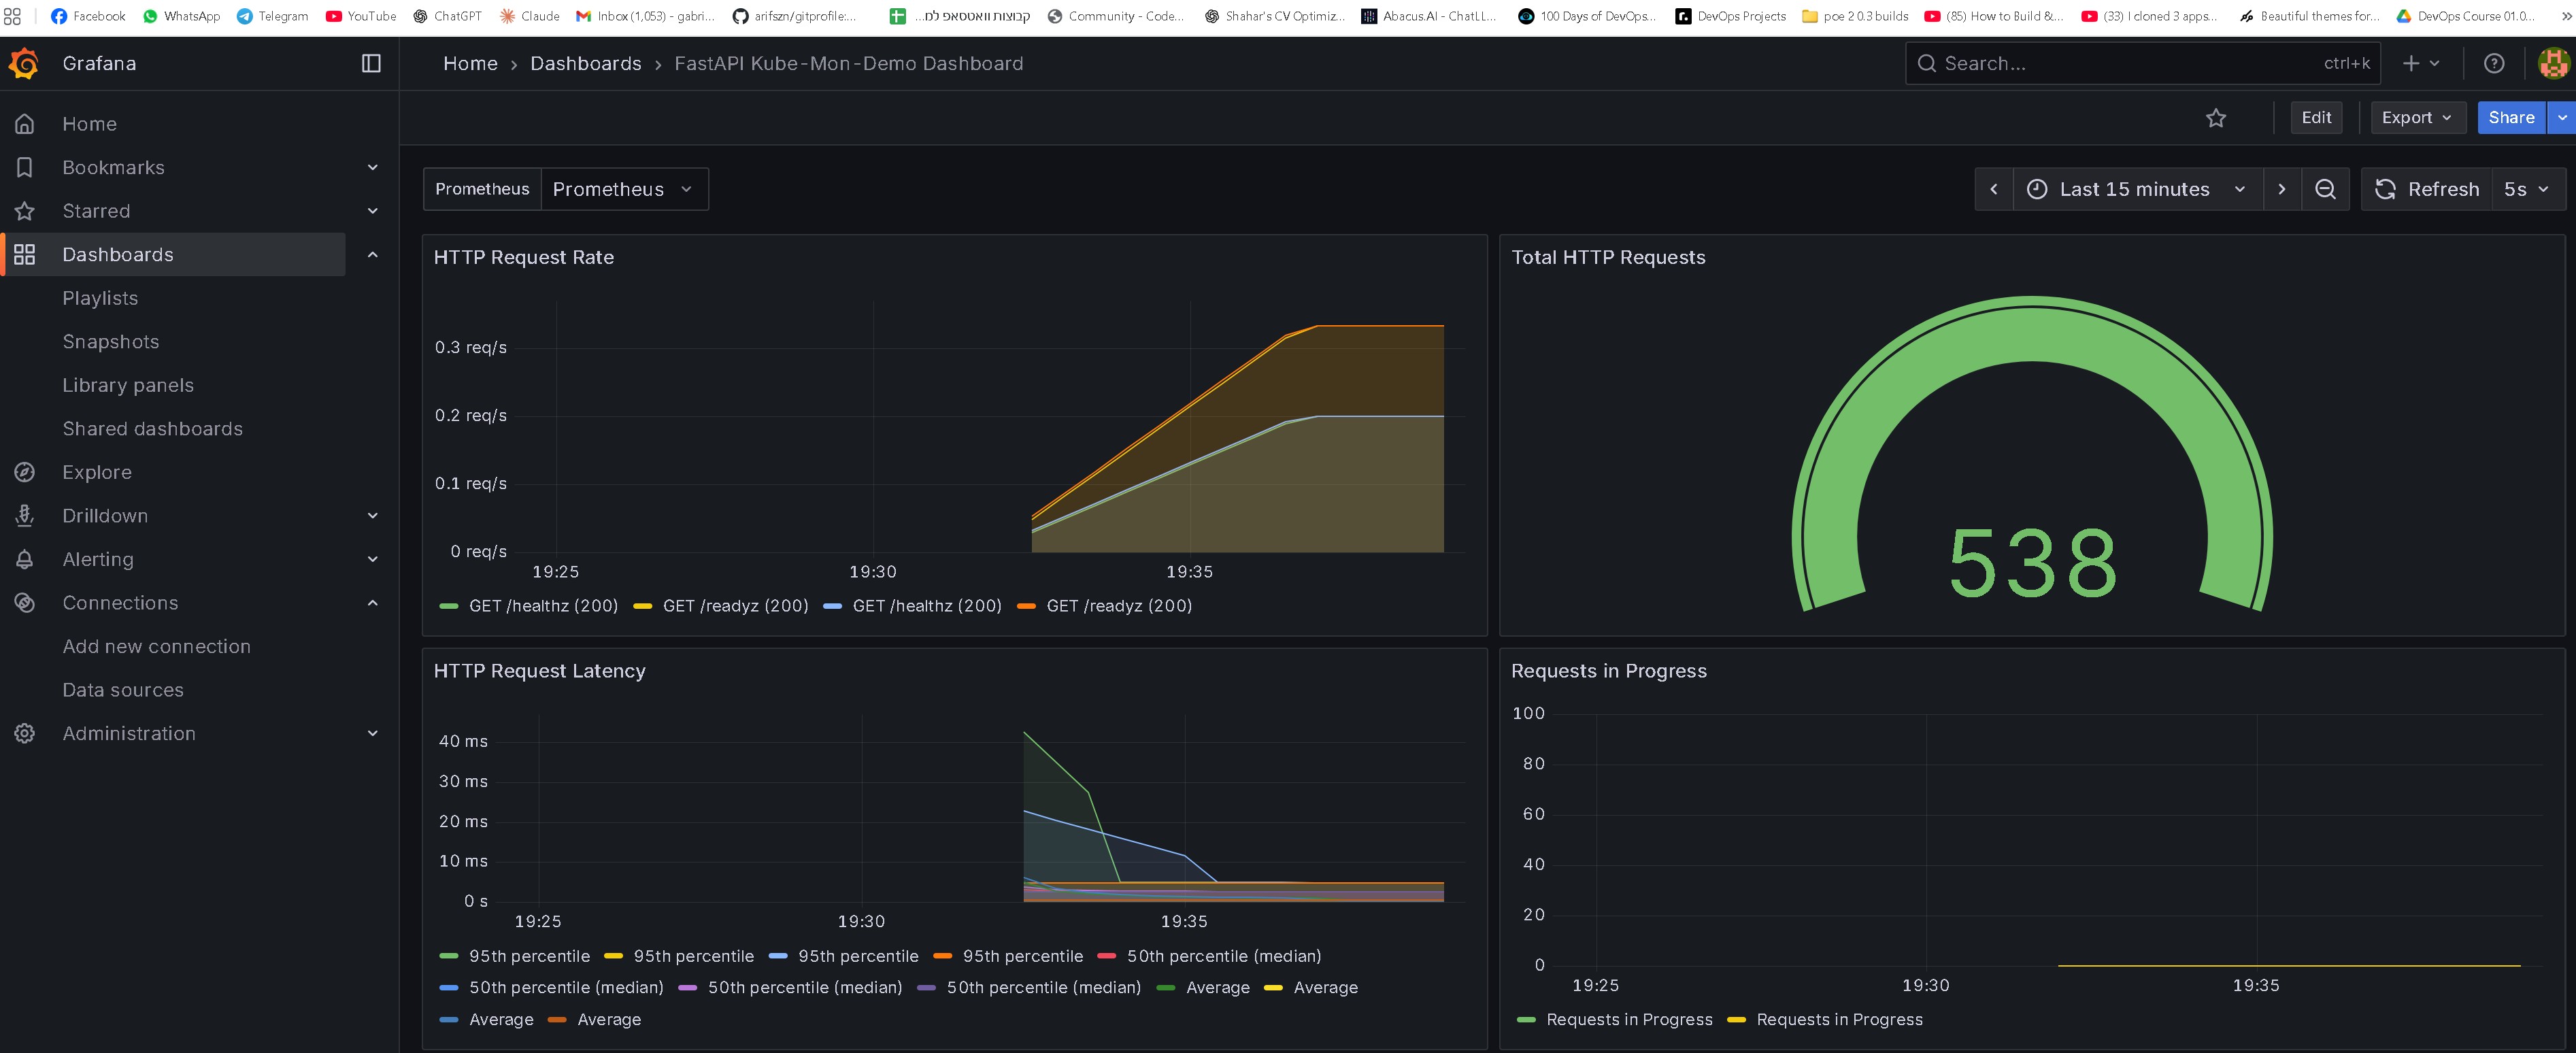 Facebook WhatsApp Telegram YouTube ChatGPT Claude Inbox (1,053) - gabri... arifszn/gitprofile:... קבוצות וואטסאפ למ... Community - Code... Shahar's CV Optimiz... Abacus.AI - ChatLL... 100 Days of DevOps... DevOps Projects poe 2 0.3 builds (85) How to Build &... (33) I cloned 3 apps... Beautiful themes for... DevOps Course 01.0... »
Grafana
Home › Dashboards › FastAPI Kube-Mon-Demo Dashboard
Search... ctrl+k
Edit Export Share
Home
Bookmarks
Starred
Dashboards
Playlists
Snapshots
Library panels
Shared dashboards
Explore
Drilldown
Alerting
Connections
Add new connection
Data sources
Administration
Prometheus Prometheus
Last 15 minutes Refresh 5s
HTTP Request Rate
0.3 req/s
0.2 req/s
0.1 req/s
0 req/s
19:25 19:30 19:35
GET /healthz (200) GET /readyz (200) GET /healthz (200) GET /readyz (200)
Total HTTP Requests
538
HTTP Request Latency
40 ms
30 ms
20 ms
10 ms
0 s
19:25 19:30 19:35
95th percentile 95th percentile 95th percentile 95th percentile 50th percentile (median)
50th percentile (median) 50th percentile (median) 50th percentile (median) Average Average
Average Average
Requests in Progress
100
80
60
40
20
0
19:25 19:30 19:35
Requests in Progress Requests in Progress